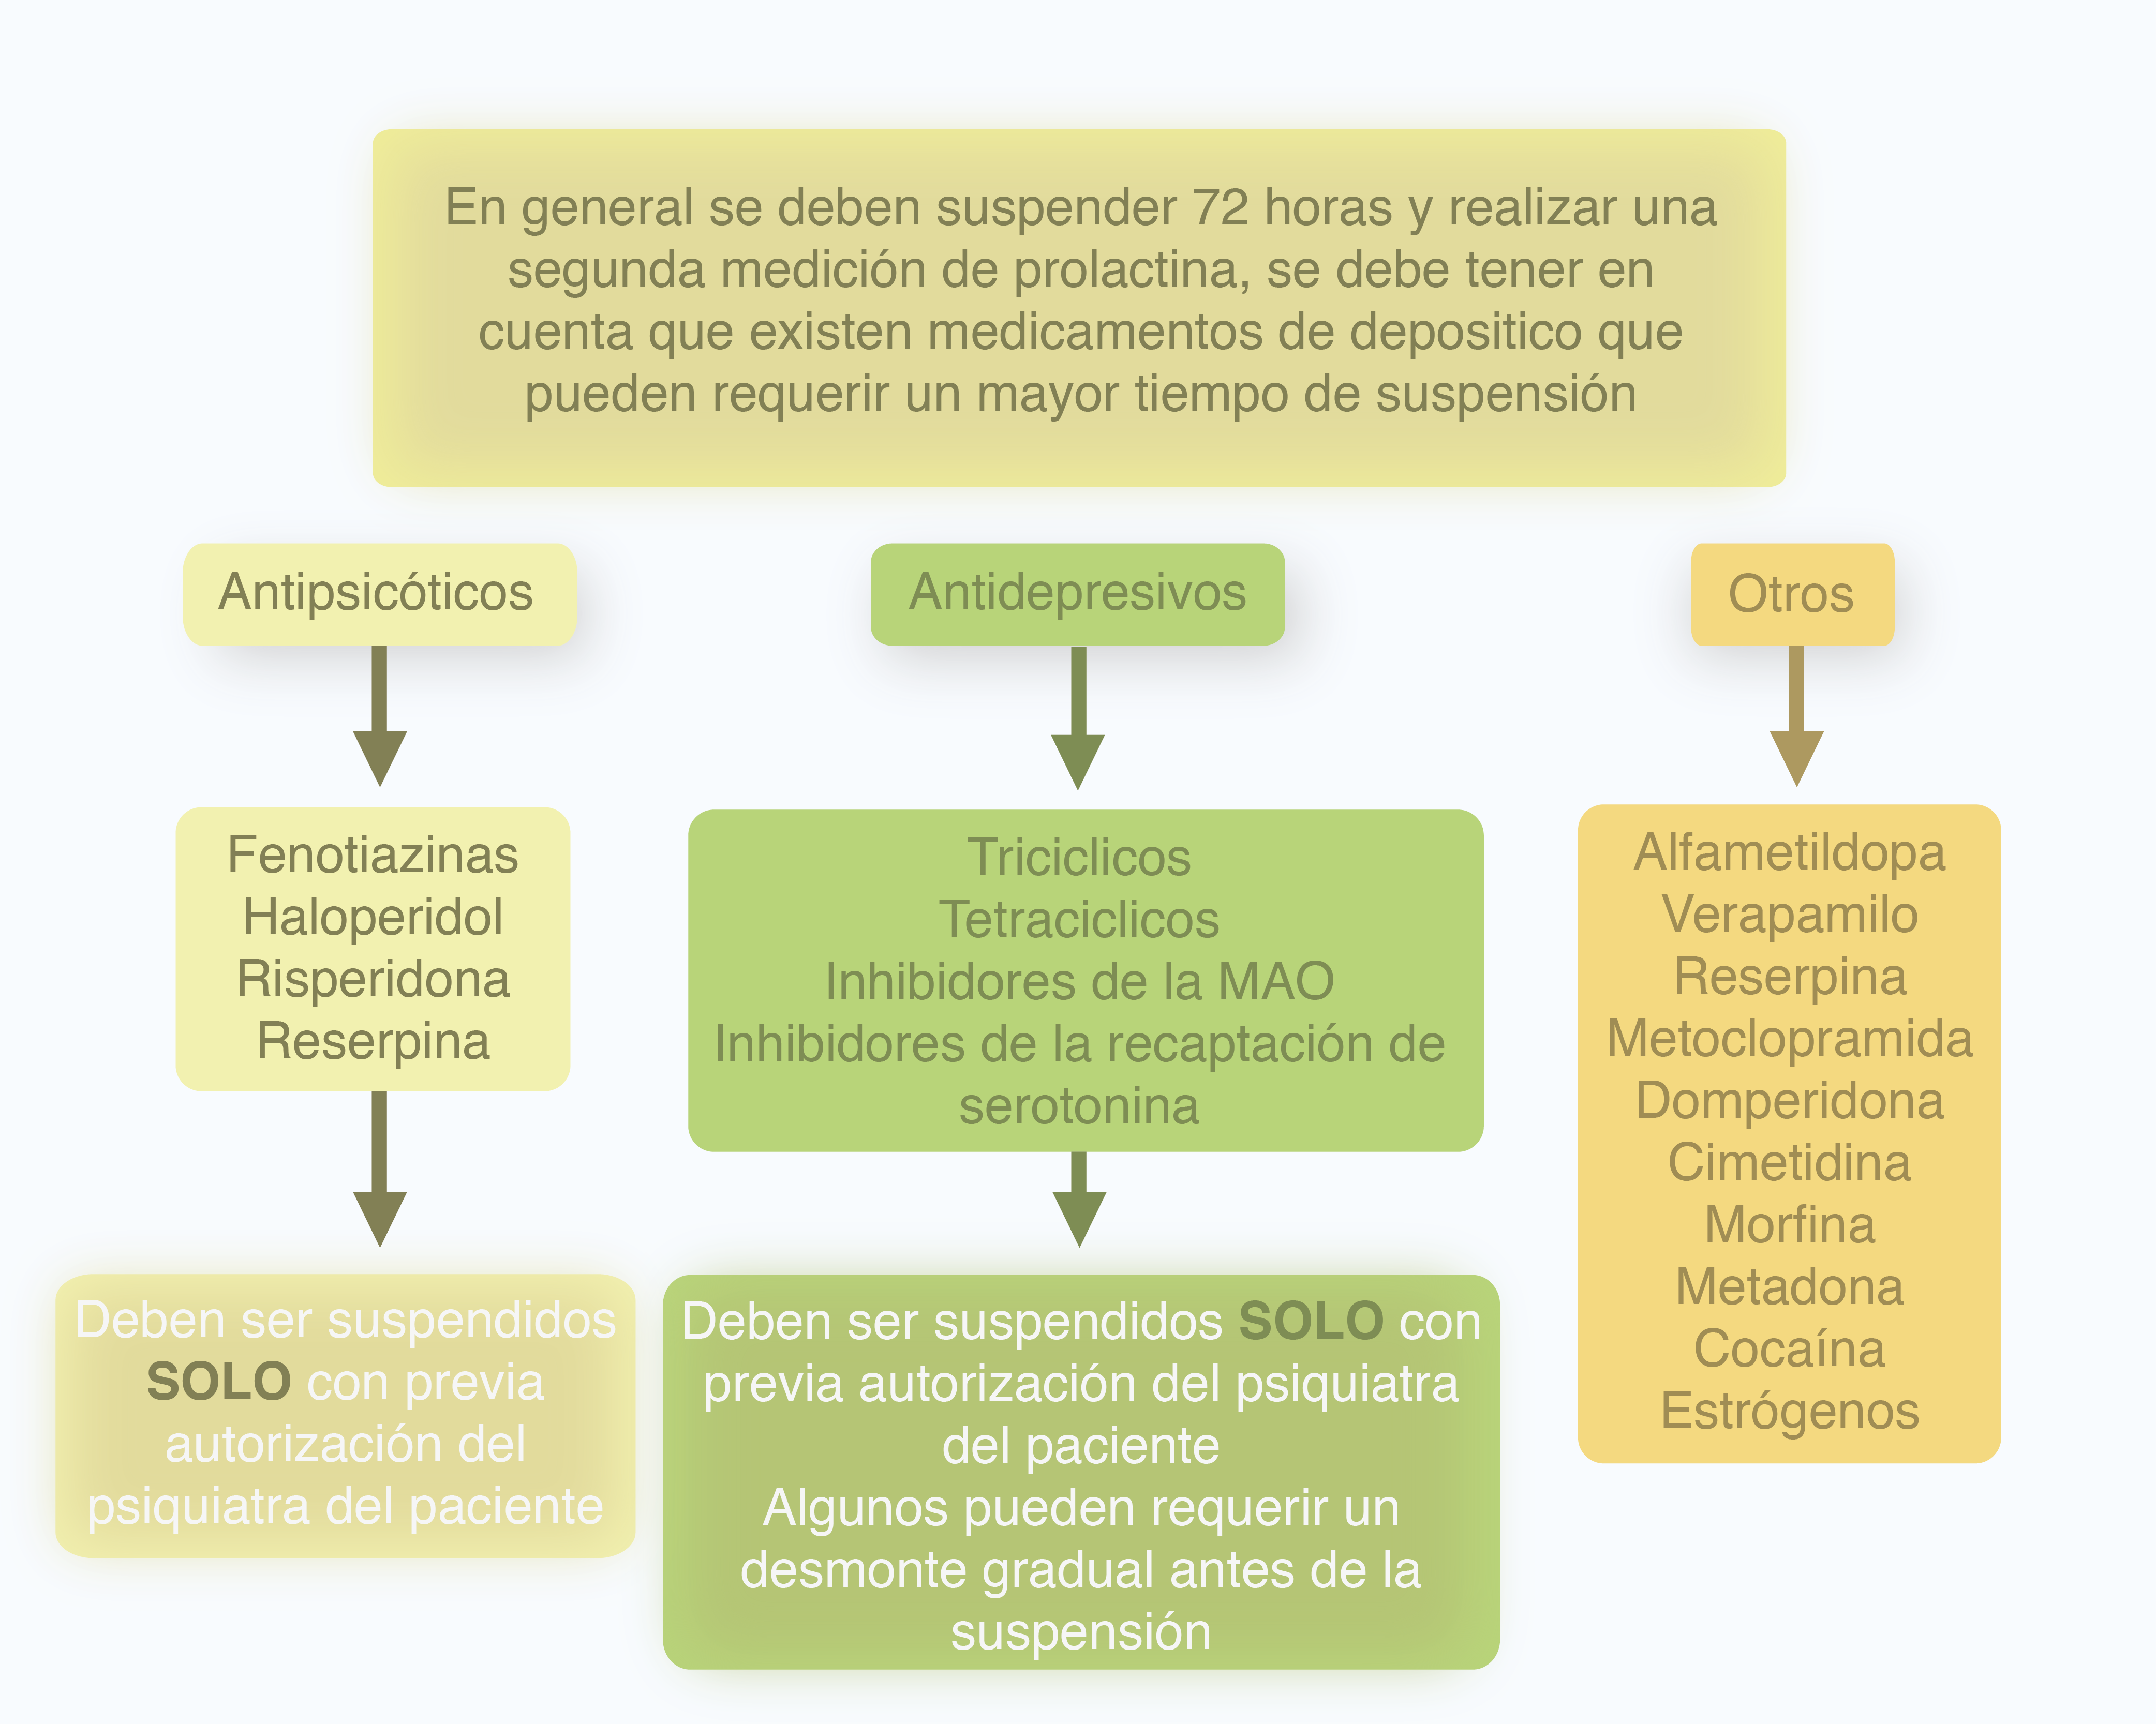 En general se deben suspender 72 horas y realizar una
segunda medición de prolactina, se debe tener en
cuenta que existen medicamentos de depositico que
pueden requerir un mayor tiempo de suspensión
Antipsicóticos
Fenotiazinas
Haloperidol
Risperidona
Reserpina
Deben ser suspendidos
SOLO con previa
autorización del
psiquiatra del paciente
Antidepresivos
Triciclicos
Tetraciclicos
Inhibidores de la MAO
Inhibidores de la recaptación de
serotonina
Deben ser suspendidos SOLO con
previa autorización del psiquiatra
del paciente
Algunos pueden requerir un
desmonte gradual antes de la
suspensión
Otros
Alfametildopa
Verapamilo
Reserpina
Metoclopramida
Domperidona
Cimetidina
Morfina
Metadona
Cocaína
Estrógenos